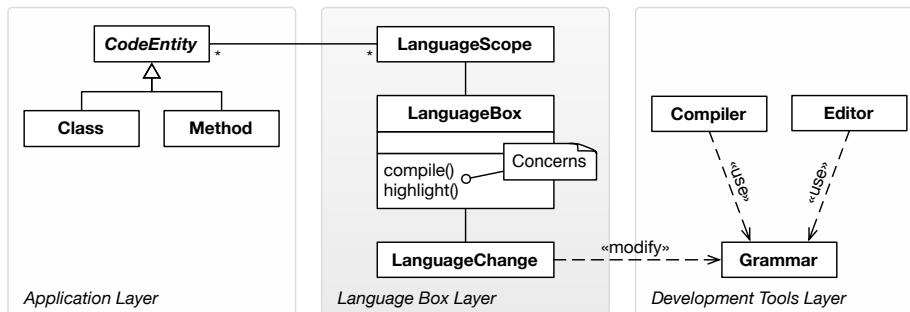 CodeEntity
*
*
LanguageScope
Class
Method
LanguageBox
compile()
highlight()
Concerns
LanguageChange
Compiler
Editor
«use»
«use»
«modify»
Grammar
Application Layer
Language Box Layer
Development Tools Layer